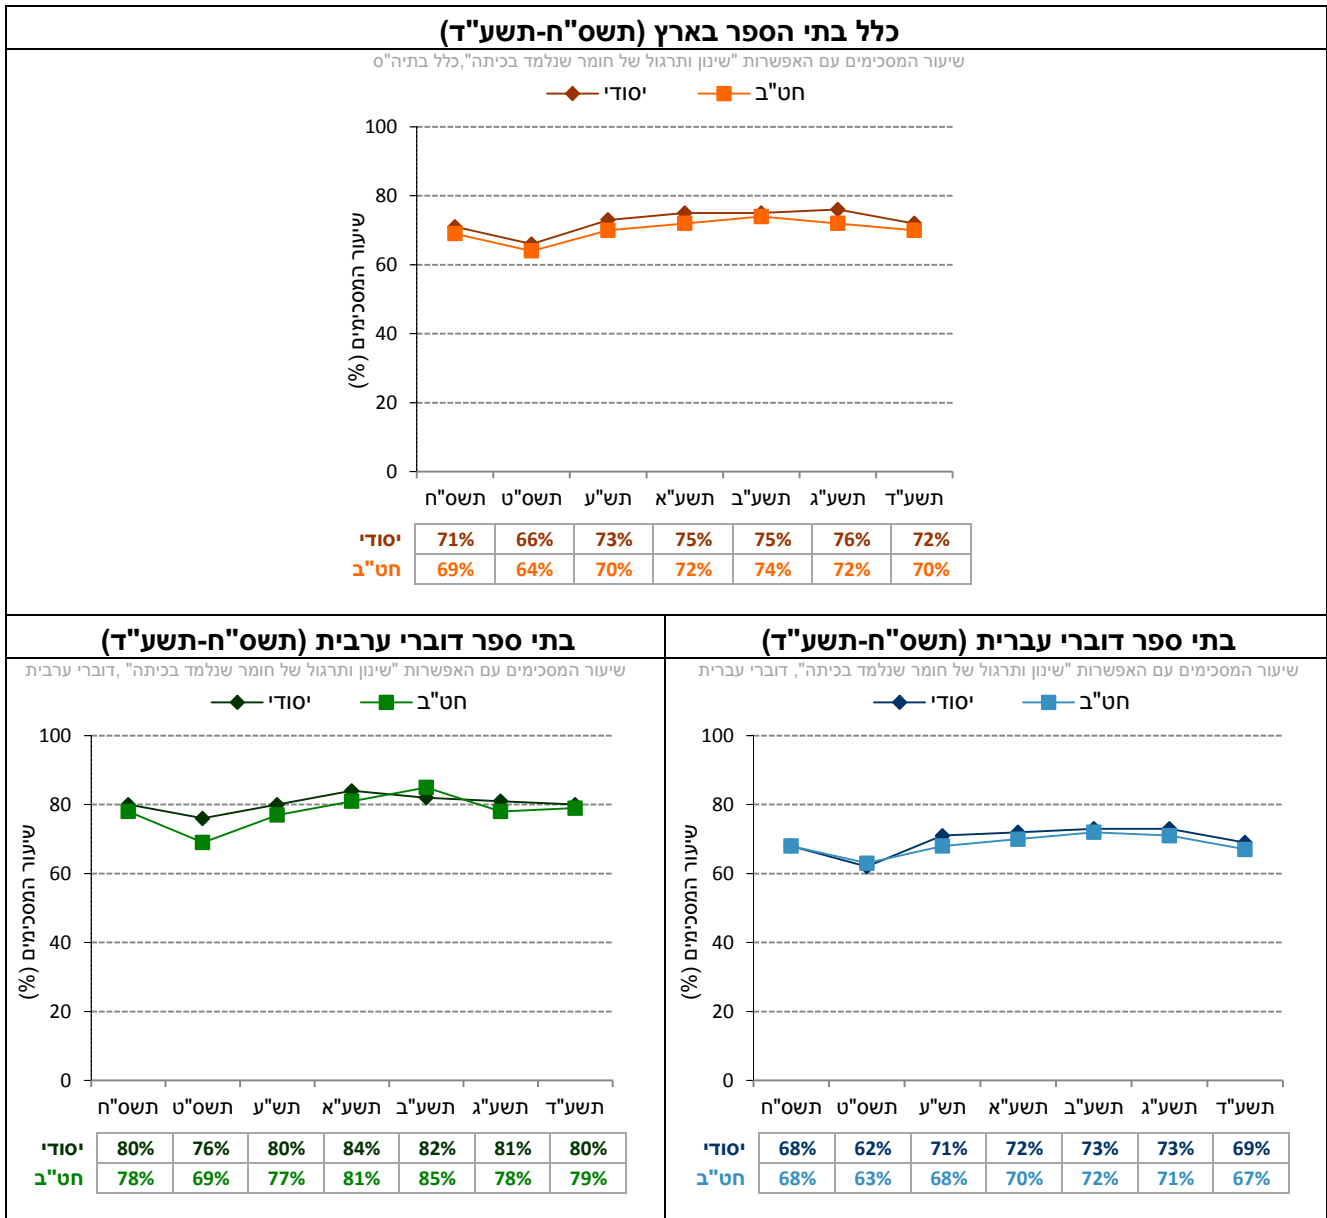 כלל בתי הספר בארץ (תשס"ח-תשע"ד)
שיעור המסכימים עם האפשרות "שינון ותרגול של חומר שנלמד בכיתה",כלל בתיה"ס
יסודי חט"ב
100
80
60
40
20
0
שיעור המסכימים (%)
תשס"ח תשס"ט תש"ע תשע"א תשע"ב תשע"ג תשע"ד
יסודי 71% 66% 73% 75% 75% 76% 72%
חט"ב 69% 64% 70% 72% 74% 72% 70%
בתי ספר דוברי עברית (תשס"ח-תשע"ד)
שיעור המסכימים עם האפשרות "שינון ותרגול של חומר שנלמד בכיתה", דוברי עברית
יסודי חט"ב
100
80
60
40
20
0
שיעור המסכימים (%)
תשס"ח תשס"ט תש"ע תשע"א תשע"ב תשע"ג תשע"ד
יסודי 68% 62% 71% 72% 73% 73% 69%
חט"ב 68% 63% 68% 70% 72% 71% 67%
בתי ספר דוברי ערבית (תשס"ח-תשע"ד)
שיעור המסכימים עם האפשרות "שינון ותרגול של חומר שנלמד בכיתה" ,דוברי ערבית
יסודי חט"ב
100
80
60
40
20
0
שיעור המסכימים (%)
תשס"ח תשס"ט תש"ע תשע"א תשע"ב תשע"ג תשע"ד
יסודי 80% 76% 80% 84% 82% 81% 80%
חט"ב 78% 69% 77% 81% 85% 78% 79%